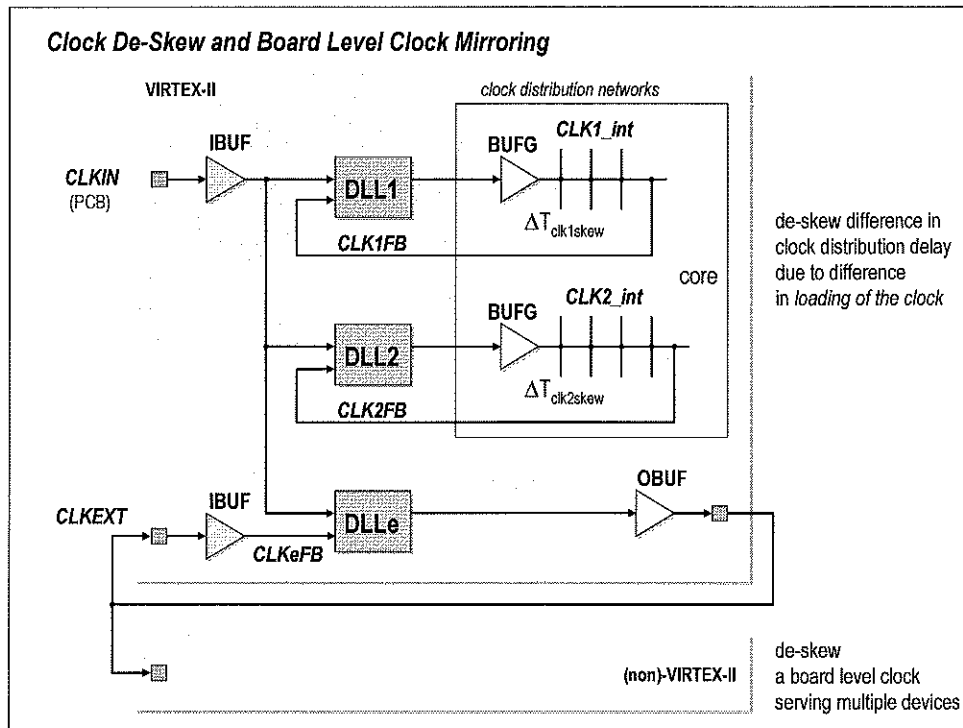 Clock De-Skew and Board Level Clock Mirroring
VIRTEX-II
clock distribution networks
IBUF
BUFG
CLK1_int
CLKIN
(PCB)
DLL1
ΔTclk1skew
CLK1FB
core
de-skew difference in
clock distribution delay
due to difference
in loading of the clock
BUFG
CLK2_int
DLL2
ΔTclk2skew
CLK2FB
IBUF
OBUF
CLKEXT
DLLe
CLKeFB
(non)-VIRTEX-II
de-skew
a board level clock
serving multiple devices